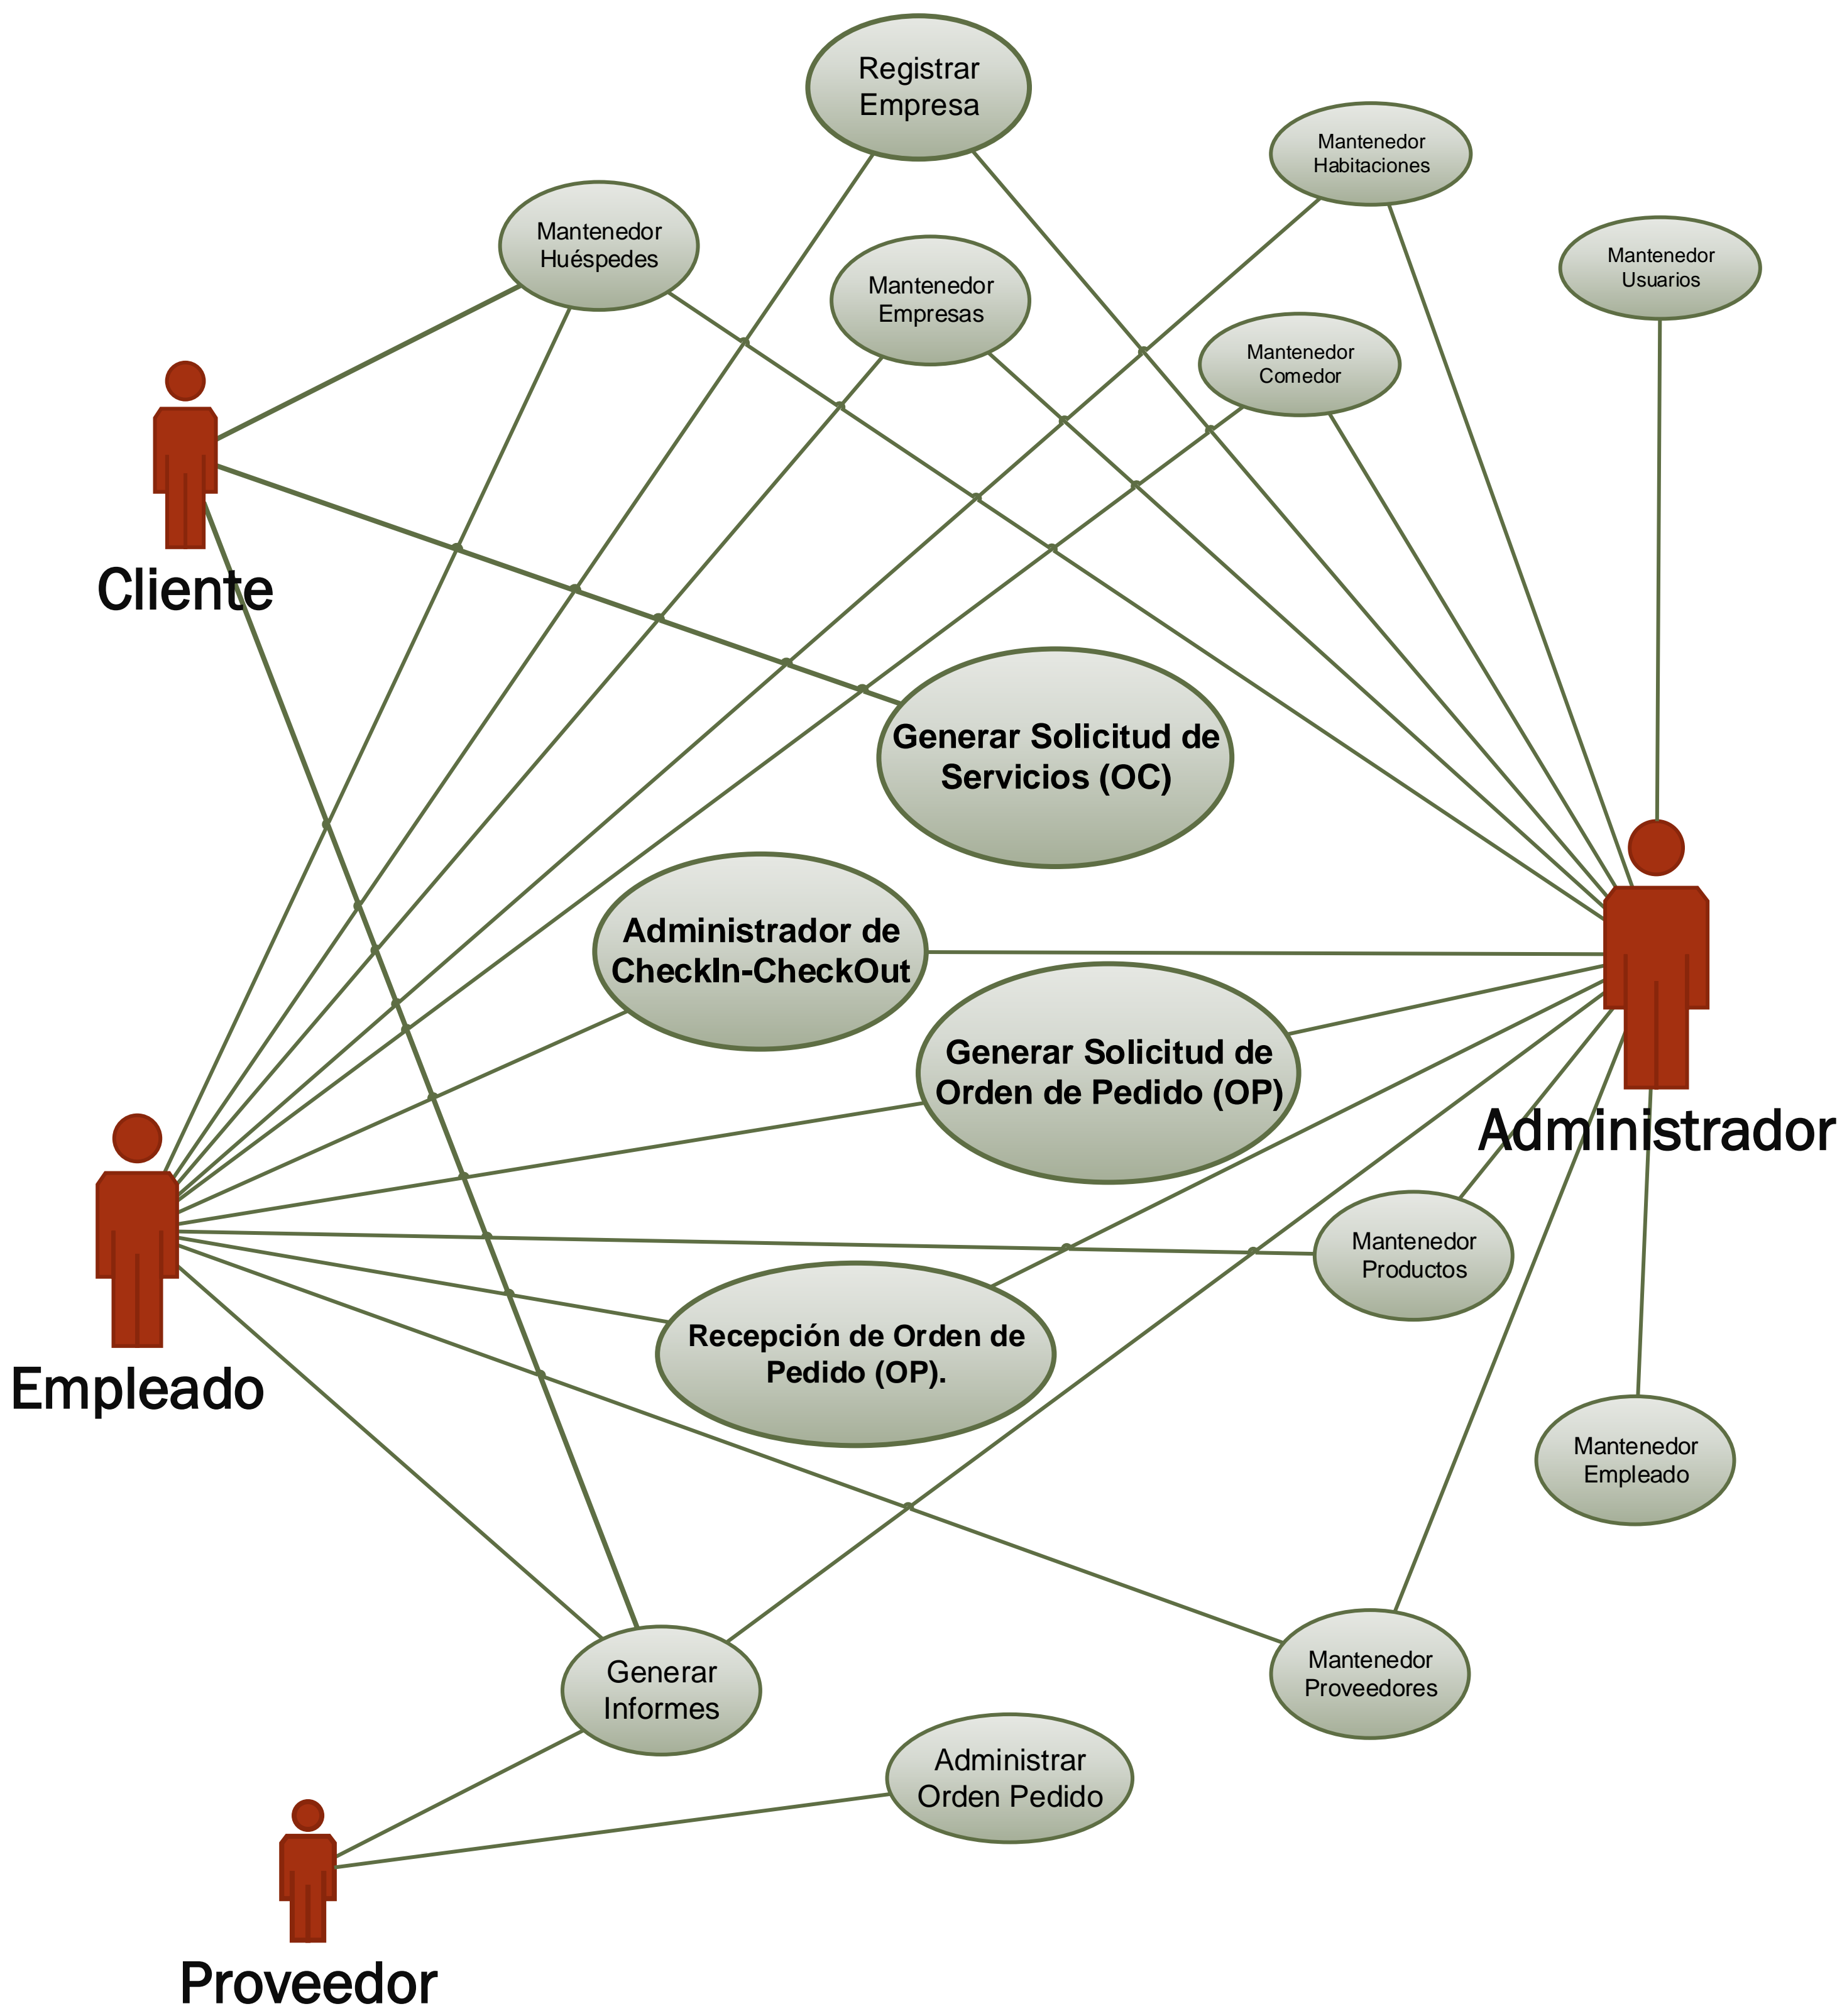 Registrar
Empresa
Mantenedor
Habitaciones
Mantenedor
Huéspedes
Mantenedor
Usuarios
Mantenedor
Empresas
Mantenedor
Comedor
Cliente
Generar Solicitud de
Servicios (OC)
Administrador de
CheckIn-CheckOut
Generar Solicitud de
Orden de Pedido (OP)
Administrador
Mantenedor
Productos
Recepción de Orden de
Pedido (OP).
Empleado
Mantenedor
Empleado
Generar
Informes
Mantenedor
Proveedores
Administrar
Orden Pedido
Proveedor